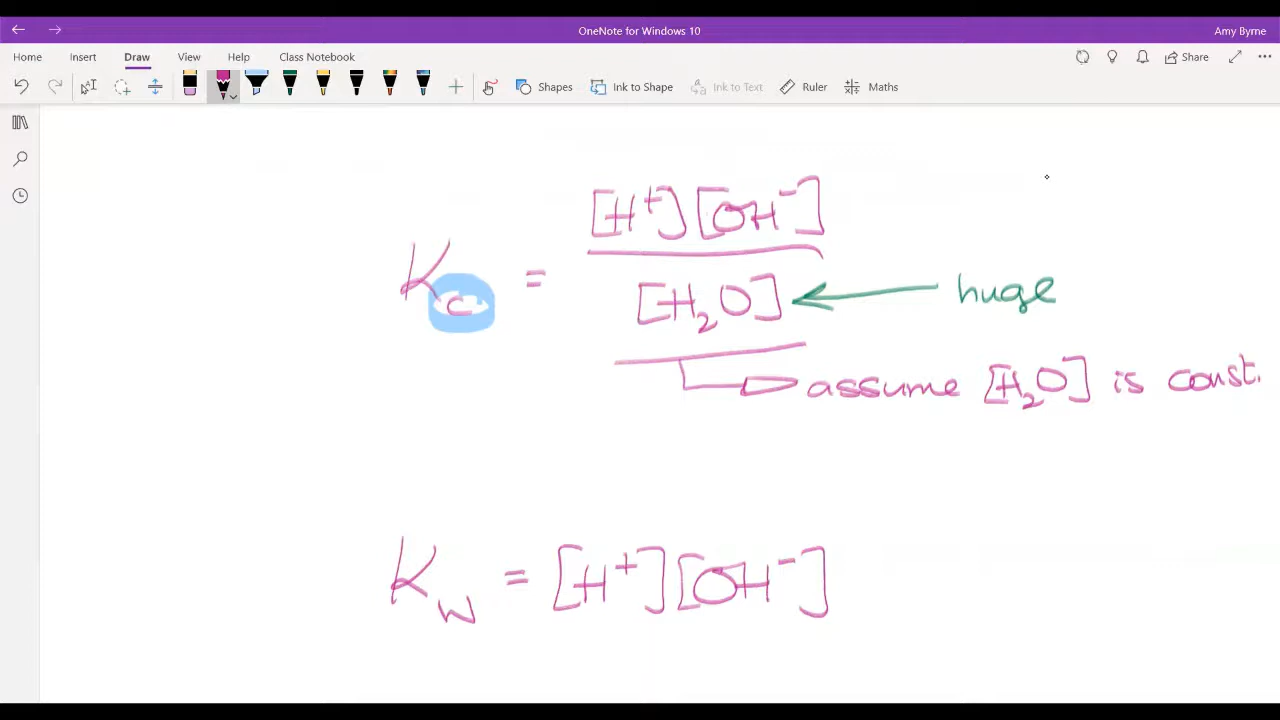 OneNote for Windows 10
Amy Byrne
Home Insert Draw View Help Class Notebook Share
Shapes Ink to Shape Ink to Text Ruler Maths
Kc = [H⁺][OH⁻]
[H₂O] ← huge
assume [H₂O] is const.
Kw = [H⁺][OH⁻]